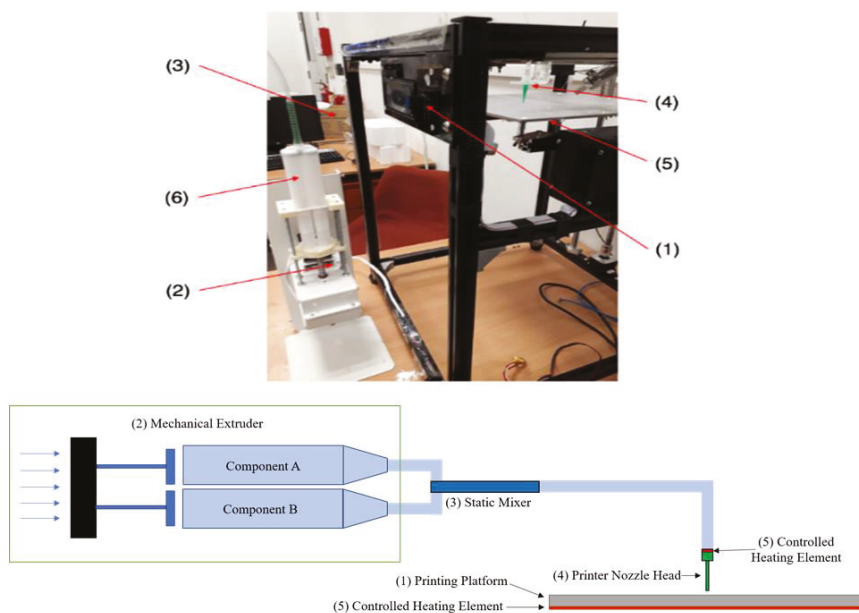 (3)
(4)
(5)
(6)
(1)
(2)
(2) Mechanical Extruder
Component A
Component B
(3) Static Mixer
(5) Controlled
Heating Element
(4) Printer Nozzle Head
(1) Printing Platform
(5) Controlled Heating Element